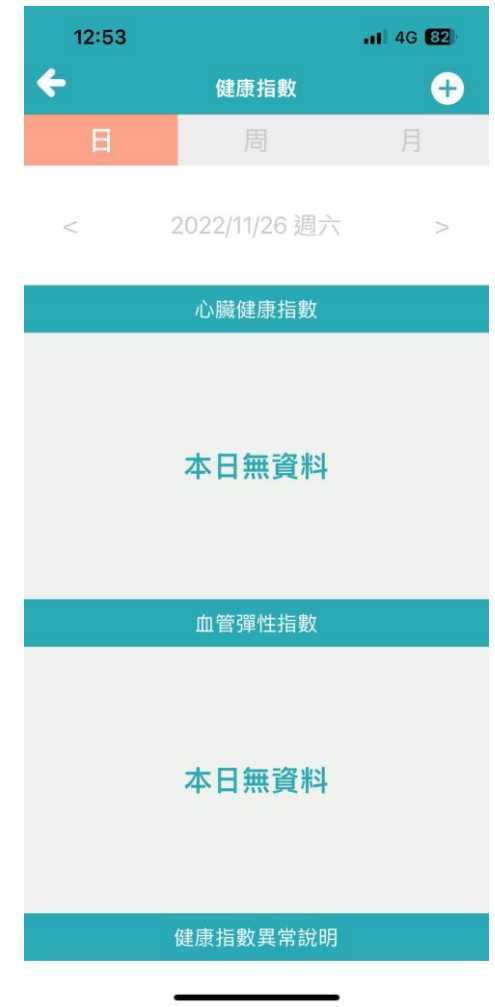 12:53 4G 82
健康指數
日 周 月
< 2022/11/26 週六 >
心臟健康指數
本日無資料
血管彈性指數
本日無資料
健康指數異常說明